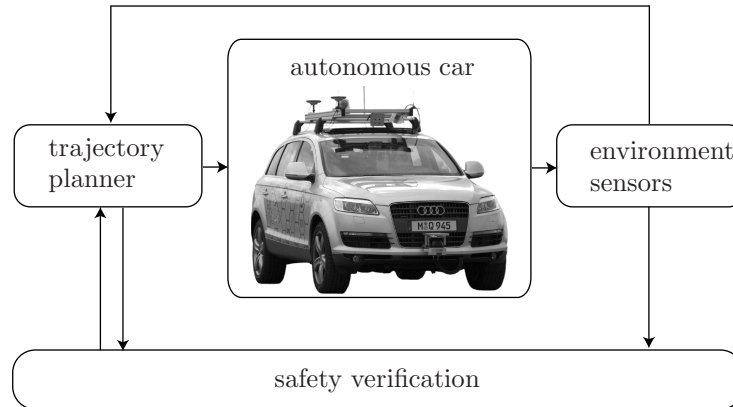 autonomous car
trajectory
planner
environment
sensors
M Q 945
safety verification